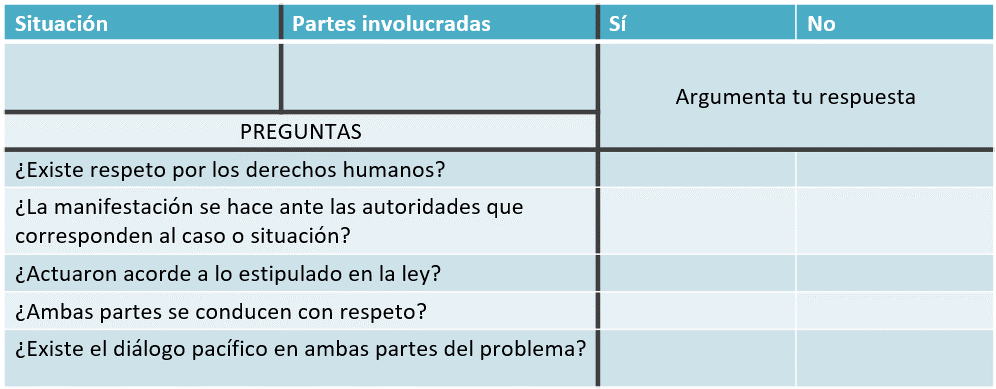 Situación
Partes involucradas
Sí
No
Argumenta tu respuesta
PREGUNTAS
¿Existe respeto por los derechos humanos?
¿La manifestación se hace ante las autoridades que
corresponden al caso o situación?
¿Actuaron acorde a lo estipulado en la ley?
¿Ambas partes se conducen con respeto?
¿Existe el diálogo pacífico en ambas partes del problema?